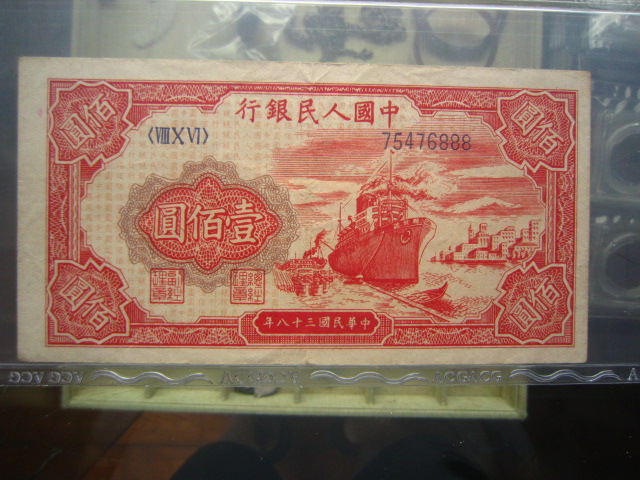 中國人民銀行
〈VIII X VI〉
75476888
佰圓
佰圓
壹佰圓
佰圓
佰圓
中華民國三十八年
ACG ACG